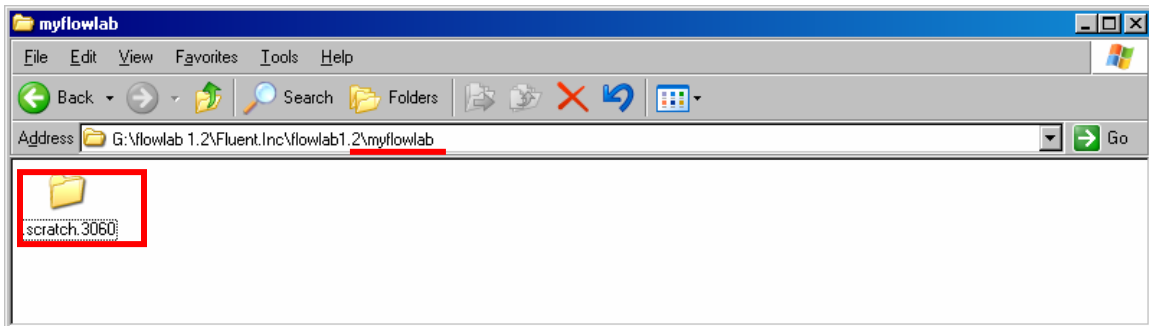 myflowlab
File Edit View Favorites Tools Help
Back Search Folders
Address G:\flowlab 1.2\Fluent.Inc\flowlab1.2\myflowlab Go
.scratch.3060